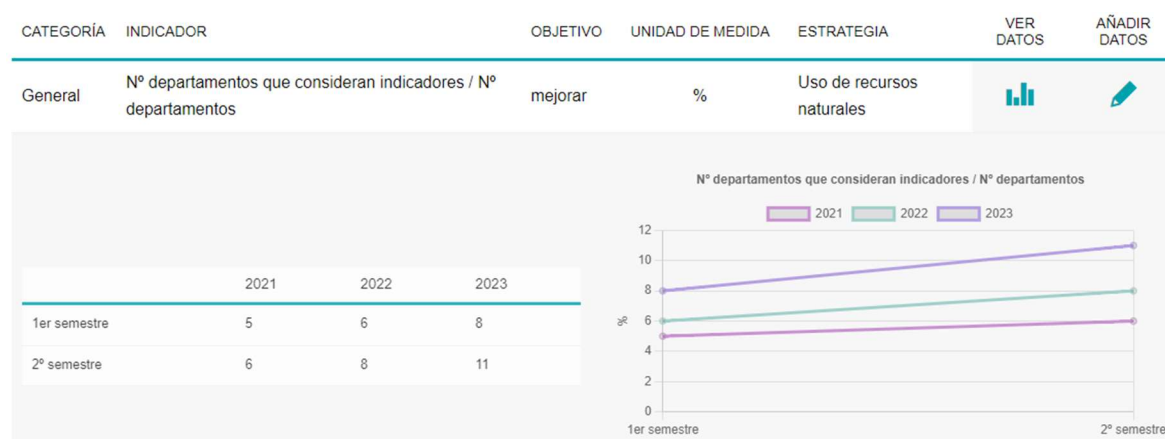 CATEGORÍA INDICADOR OBJETIVO UNIDAD DE MEDIDA ESTRATEGIA VER DATOS AÑADIR DATOS
General Nº departamentos que consideran indicadores / Nº departamentos mejorar % Uso de recursos naturales
2021 2022 2023
1er semestre 5 6 8
2º semestre 6 8 11
Nº departamentos que consideran indicadores / Nº departamentos
2021 2022 2023
12
10
8
6
4
2
0
%
1er semestre 2º semestre